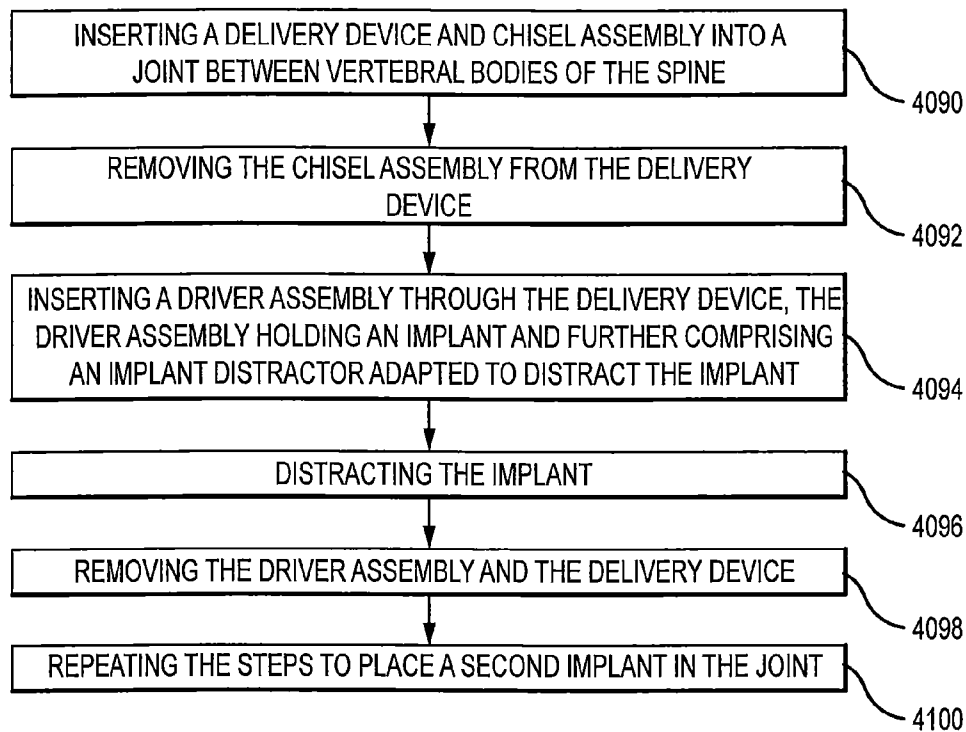 INSERTING A DELIVERY DEVICE AND CHISEL ASSEMBLY INTO A
JOINT BETWEEN VERTEBRAL BODIES OF THE SPINE
4090
REMOVING THE CHISEL ASSEMBLY FROM THE DELIVERY
DEVICE
4092
INSERTING A DRIVER ASSEMBLY THROUGH THE DELIVERY DEVICE, THE
DRIVER ASSEMBLY HOLDING AN IMPLANT AND FURTHER COMPRISING
AN IMPLANT DISTRACTOR ADAPTED TO DISTRACT THE IMPLANT
4094
DISTRACTING THE IMPLANT
4096
REMOVING THE DRIVER ASSEMBLY AND THE DELIVERY DEVICE
4098
REPEATING THE STEPS TO PLACE A SECOND IMPLANT IN THE JOINT
4100